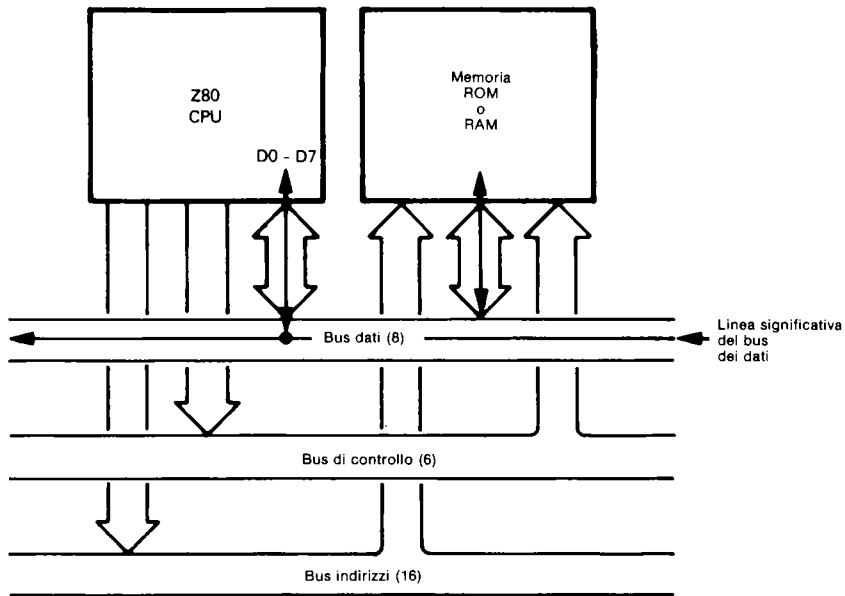 Z80
CPU
D0 - D7
Memoria
ROM
o
RAM
Bus dati (8)
Linea significativa
del bus
dei dati
Bus di controllo (6)
Bus indirizzi (16)